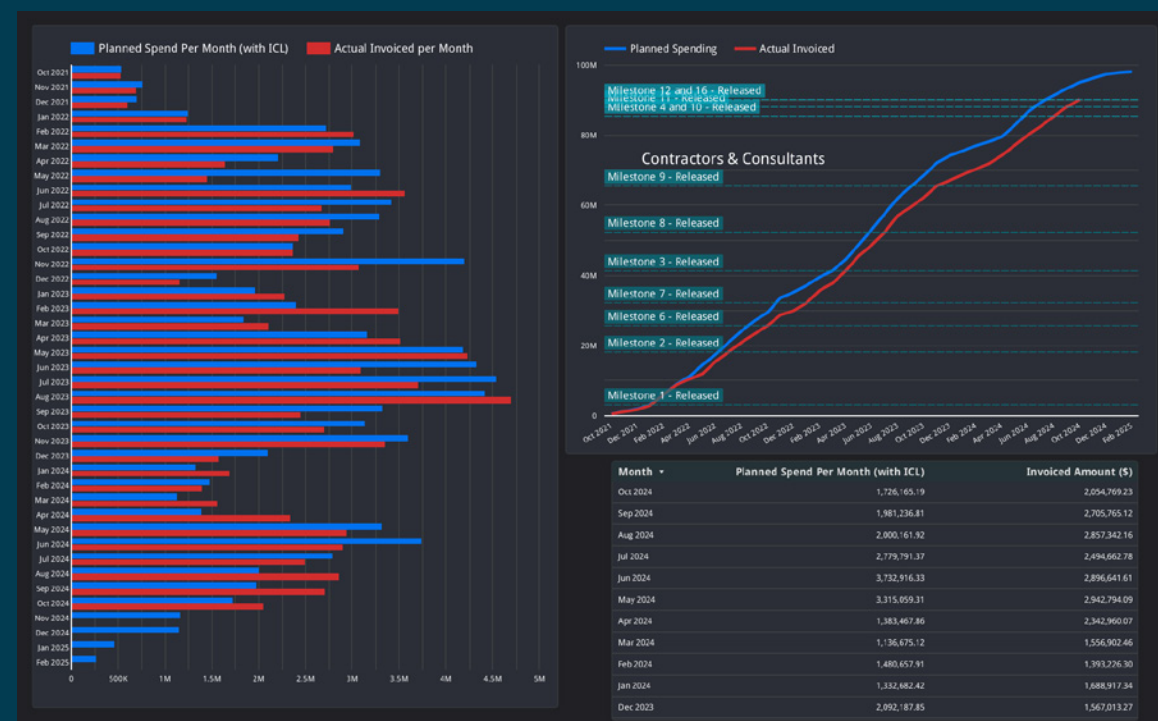 Planned Spend Per Month (with ICL) Actual Invoiced per Month
Oct 2021
Nov 2021
Dec 2021
Jan 2022
Feb 2022
Mar 2022
Apr 2022
May 2022
Jun 2022
Jul 2022
Aug 2022
Sep 2022
Oct 2022
Nov 2022
Dec 2022
Jan 2023
Feb 2023
Mar 2023
Apr 2023
May 2023
Jun 2023
Jul 2023
Aug 2023
Sep 2023
Oct 2023
Nov 2023
Dec 2023
Jan 2024
Feb 2024
Mar 2024
Apr 2024
May 2024
Jun 2024
Jul 2024
Aug 2024
Sep 2024
Oct 2024
Nov 2024
Dec 2024
Jan 2025
Feb 2025
0 500K 1M 1.5M 2M 2.5M 3M 3.5M 4M 4.5M 5M
Planned Spending Actual Invoiced
100M
Milestone 12 and 16 - Released
Milestone 11 - Released
Milestone 4 and 10 - Released
80M
Contractors & Consultants
Milestone 9 - Released
60M
Milestone 8 - Released
Milestone 3 - Released
40M
Milestone 7 - Released
Milestone 6 - Released
Milestone 2 - Released
20M
Milestone 1 - Released
0
Oct 2021 Dec 2021 Feb 2022 Apr 2022 Jun 2022 Aug 2022 Oct 2022 Dec 2022 Feb 2023 Apr 2023 Jun 2023 Aug 2023 Oct 2023 Dec 2023 Feb 2024 Apr 2024 Jun 2024 Aug 2024 Oct 2024 Dec 2024 Feb 2025
Month Planned Spend Per Month (with ICL) Invoiced Amount ($)
Oct 2024 1,726,165.19 2,054,769.23
Sep 2024 1,981,236.81 2,705,765.12
Aug 2024 2,000,161.92 2,857,342.16
Jul 2024 2,779,791.37 2,494,662.78
Jun 2024 3,732,916.33 2,896,641.61
May 2024 3,315,059.31 2,942,794.09
Apr 2024 1,383,467.86 2,342,960.07
Mar 2024 1,136,675.12 1,556,902.46
Feb 2024 1,480,657.91 1,393,226.30
Jan 2024 1,332,682.42 1,688,917.34
Dec 2023 2,092,187.85 1,567,013.27